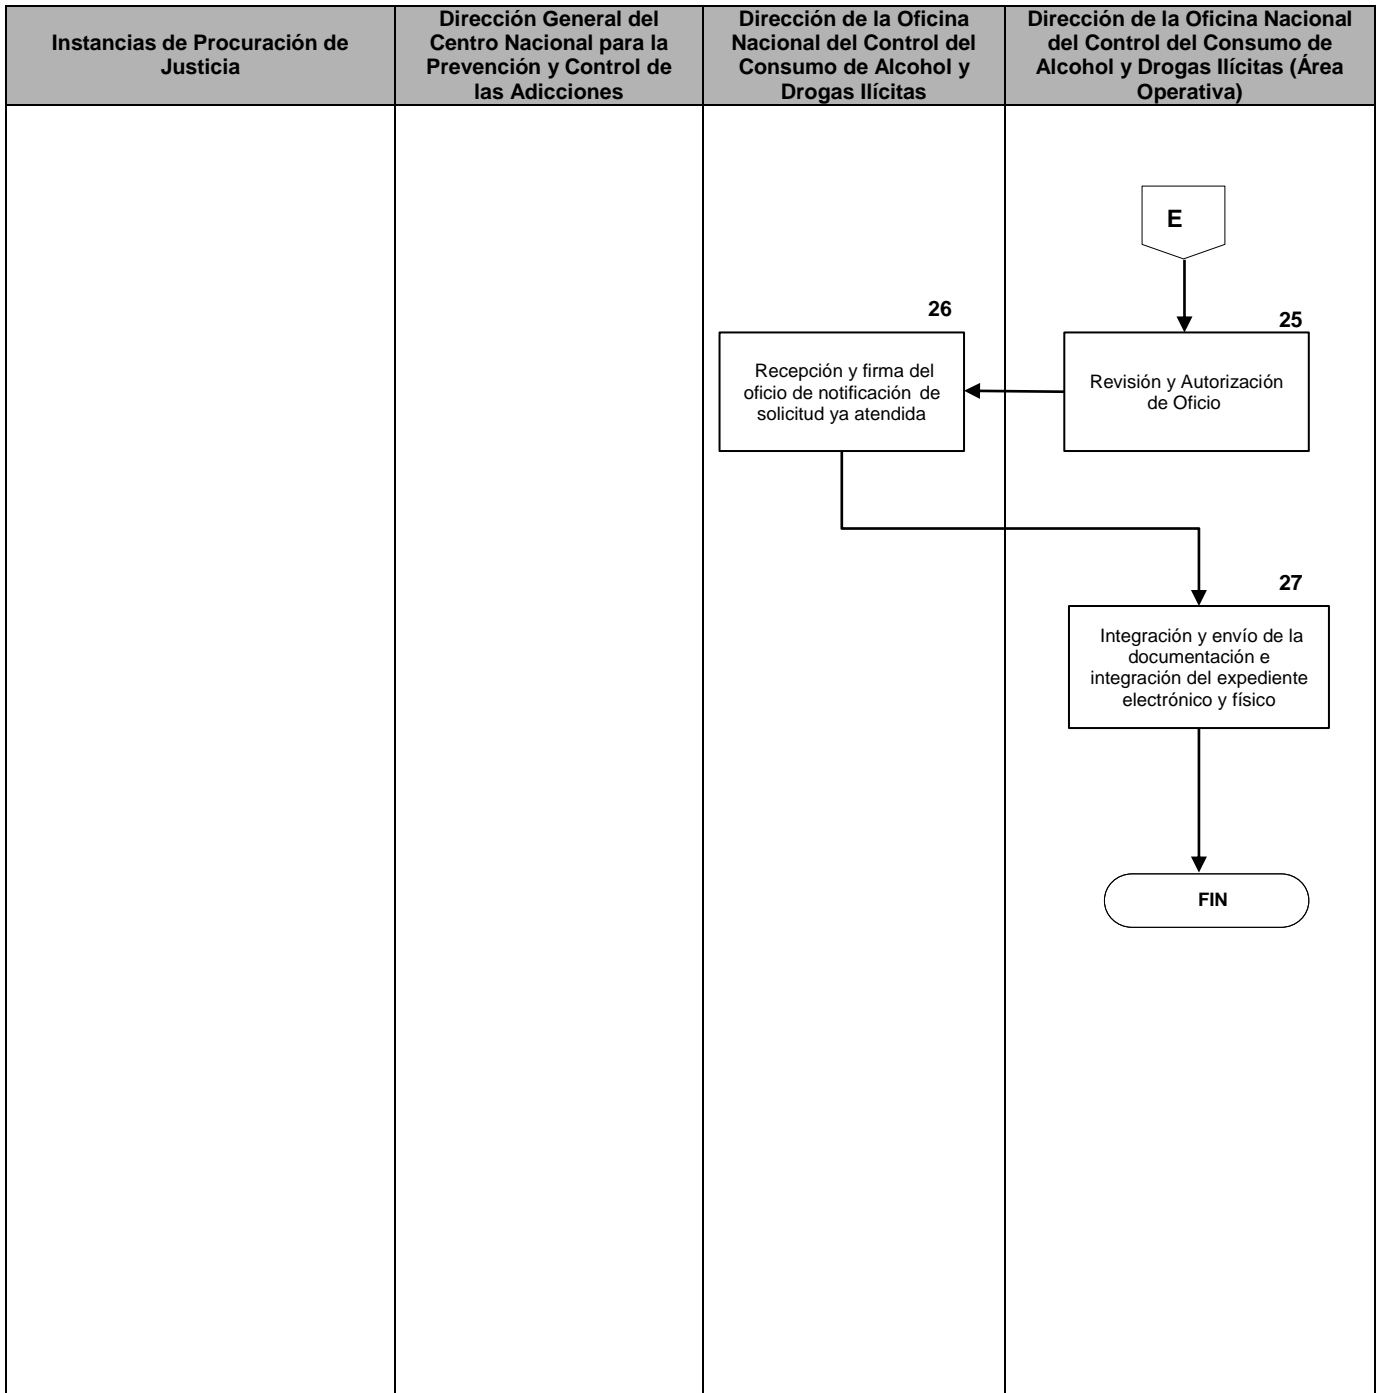 Instancias de Procuración de
Justicia
Dirección General del
Centro Nacional para la
Prevención y Control de
las Adicciones
Dirección de la Oficina
Nacional del Control del
Consumo de Alcohol y
Drogas Ilícitas
Dirección de la Oficina Nacional
del Control del Consumo de
Alcohol y Drogas Ilícitas (Área
Operativa)
E
25
Revisión y Autorización
de Oficio
26
Recepción y firma del
oficio de notificación de
solicitud ya atendida
27
Integración y envío de la
documentación e
integración del expediente
electrónico y físico
FIN